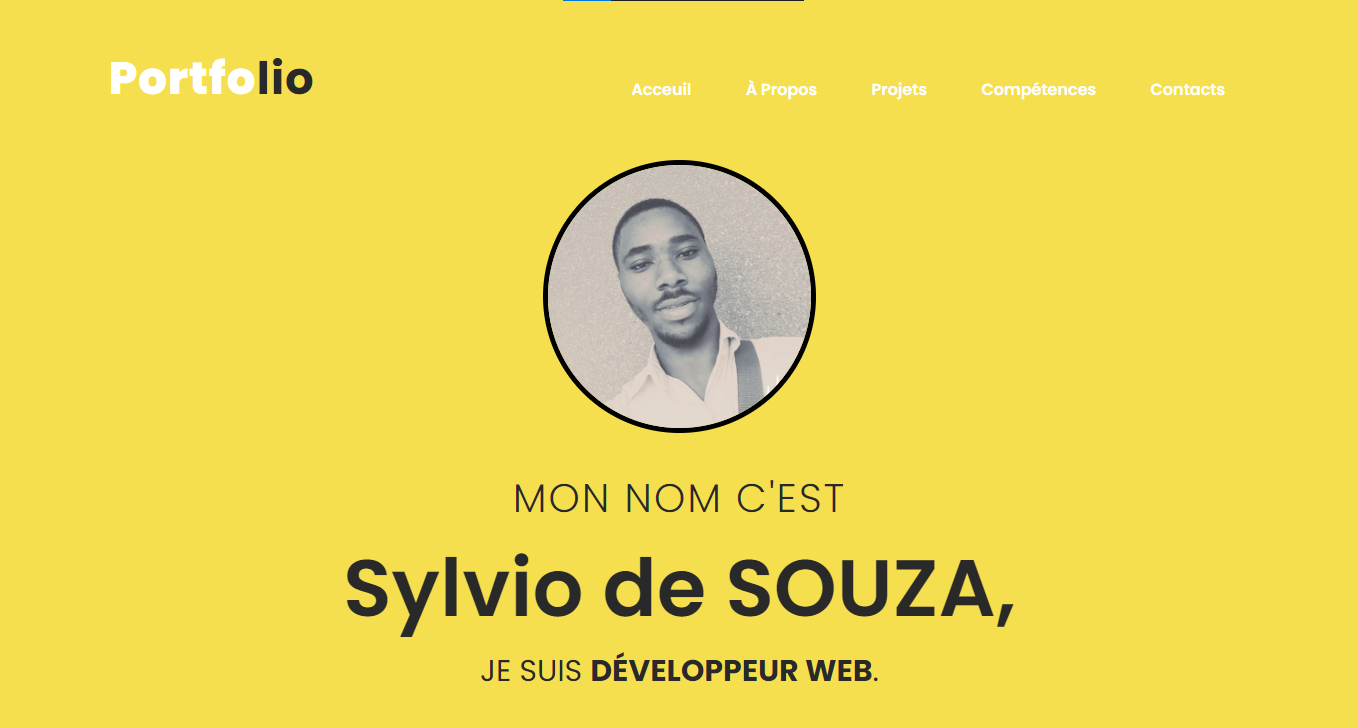 Portfolio
Acceuil À Propos Projets Compétences Contacts
MON NOM C'EST
Sylvio de SOUZA,
JE SUIS DÉVELOPPEUR WEB.